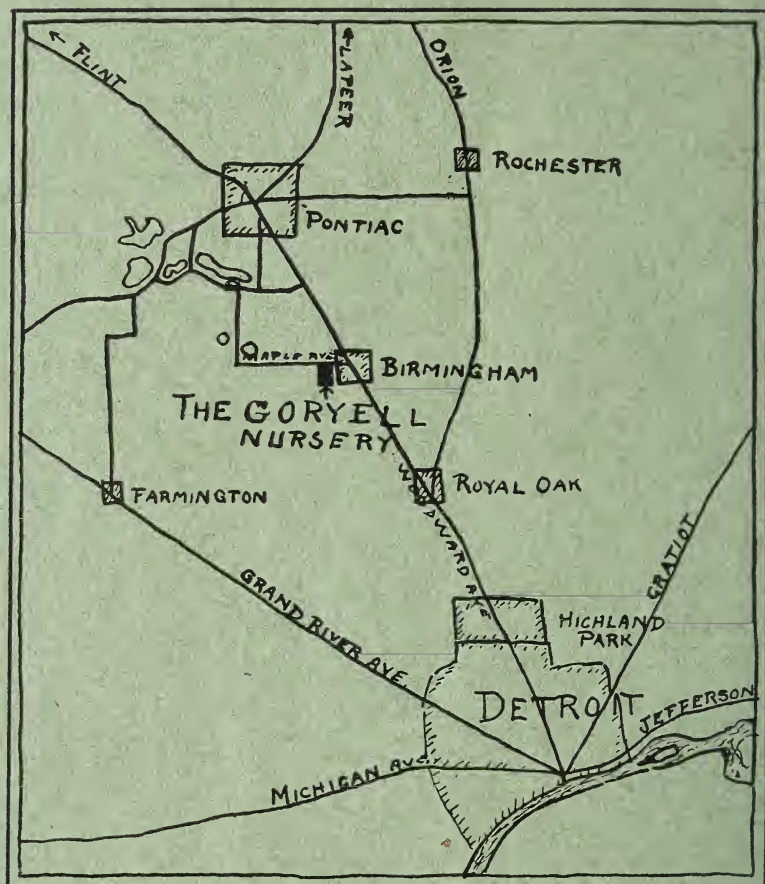 ← FLINT
← LAPEER
ORION
ROCHESTER
PONTIAC
MAPLE AVE
BIRMINGHAM
THE CORYELL
NURSERY
WOODWARD AVE
ROYAL OAK
FARMINGTON
GRATIOT
GRAND RIVER AVE
HIGHLAND
PARK
DETROIT
JEFFERSON
MICHIGAN AVE